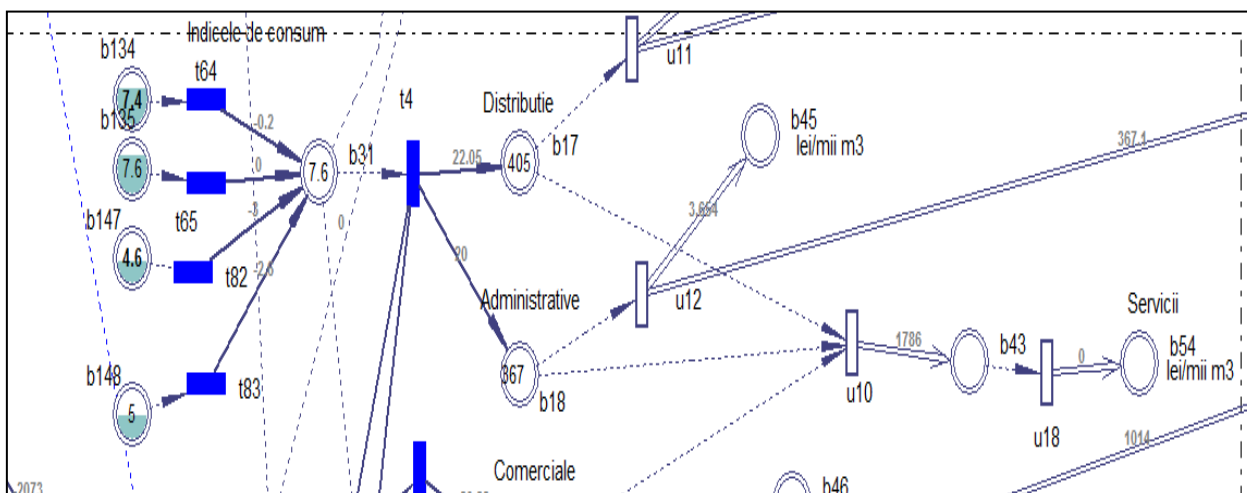 Indicele de consum
b134
t64
u11
7.4
t4
Distributie
b45
lei/mii m3
b135
-0.2
b17
367.1
7.6
0
7.6
b31
22.05
405
t65
-3
b147
0
0
3.654
4.6
-2.6
t82
20
Administrative
u12
Servicii
1786
b43
0
b54
lei/mii m3
b148
t83
367
b18
u10
5
u18
1014
Comerciale
2073
b46